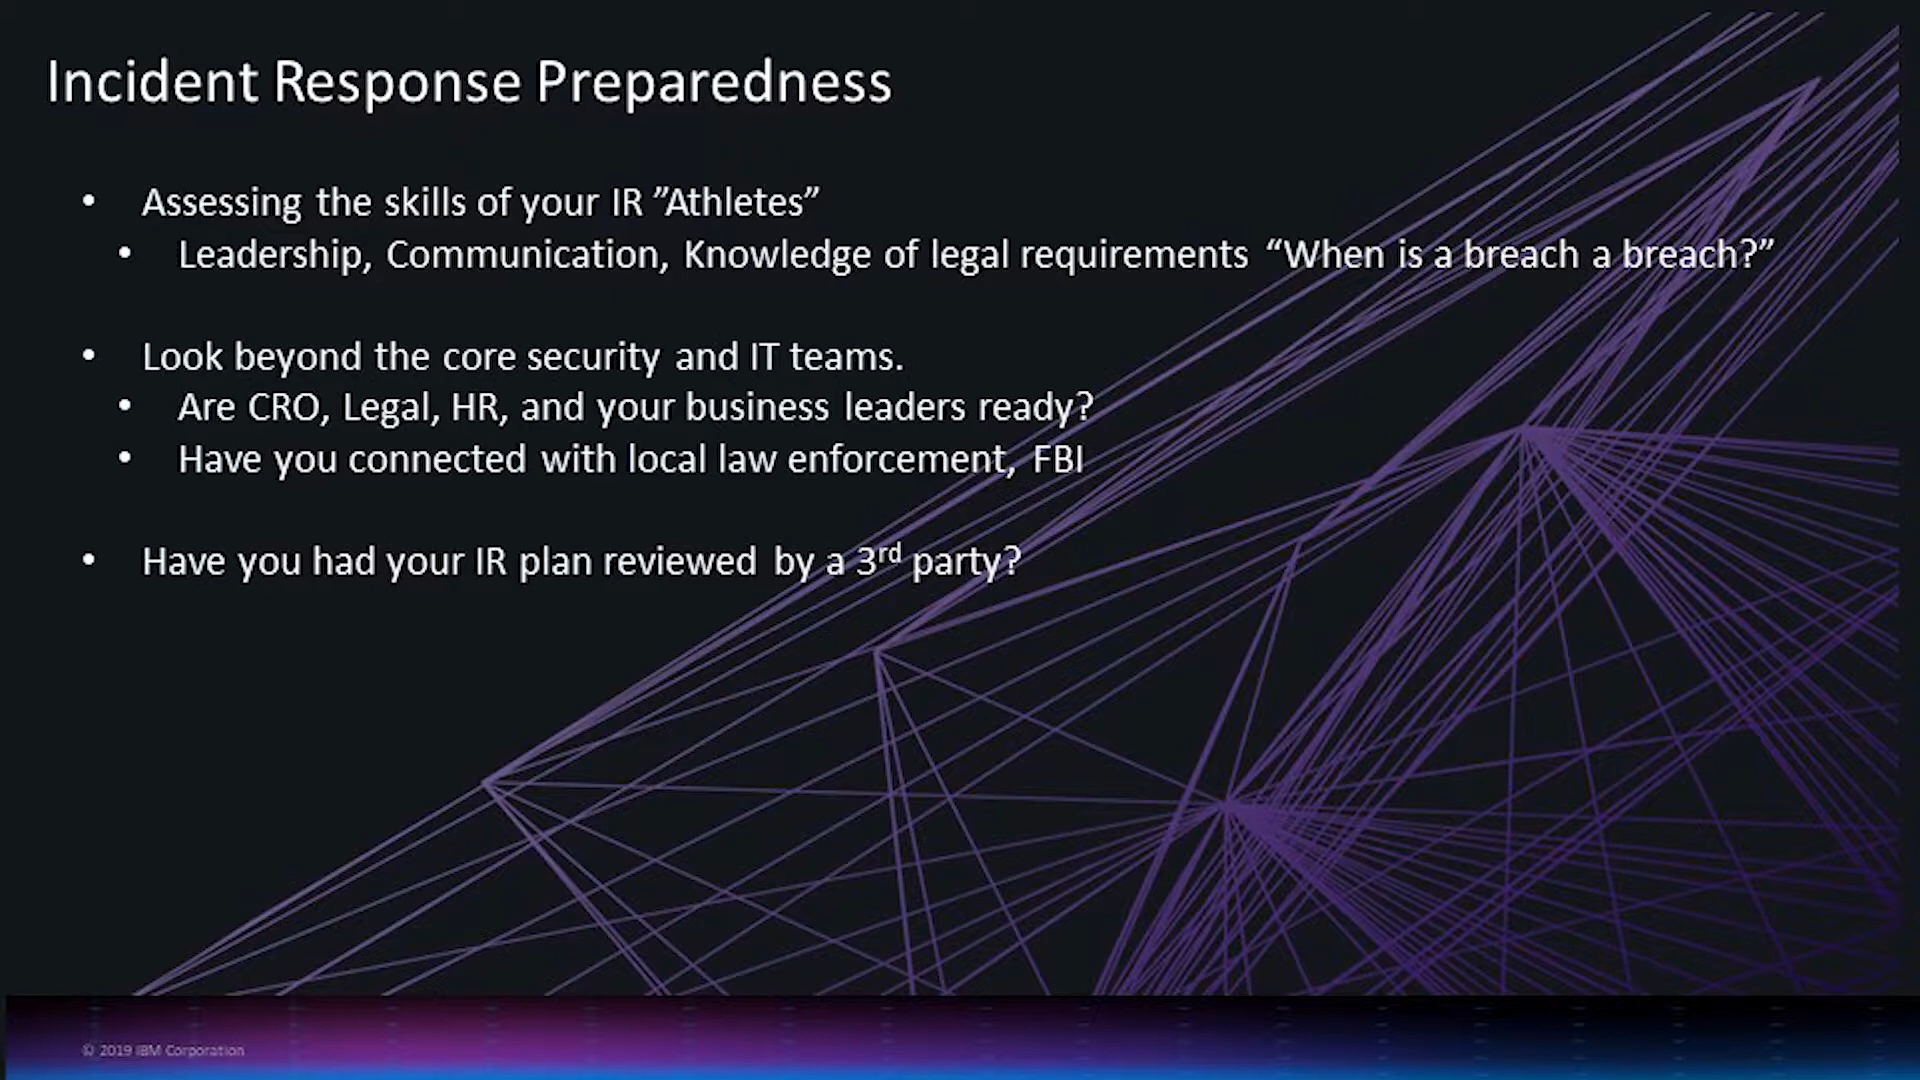 Incident Response Preparedness
• Assessing the skills of your IR ”Athletes”
• Leadership, Communication, Knowledge of legal requirements “When is a breach a breach?”
• Look beyond the core security and IT teams.
• Are CRO, Legal, HR, and your business leaders ready?
• Have you connected with local law enforcement, FBI
• Have you had your IR plan reviewed by a 3rd party?
© 2019 IBM Corporation